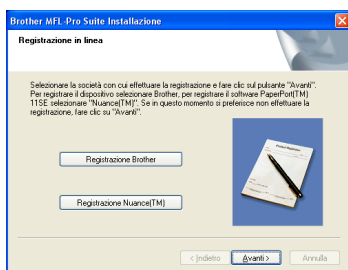 Brother MFL-Pro Suite Installazione
Registrazione in linea
Selezionare la società con cui effettuare la registrazione e fare clic sul pulsante "Avanti".
Per registrare il dispositivo selezionare Brother, per registrare il software PaperPort(TM)
11SE selezionare "Nuance(TM)". Se in questo momento si preferisce non effettuare la
registrazione, fare clic su "Avanti".
Registrazione Brother
Registrazione Nuance(TM)
< Indietro
Avanti >
Annulla